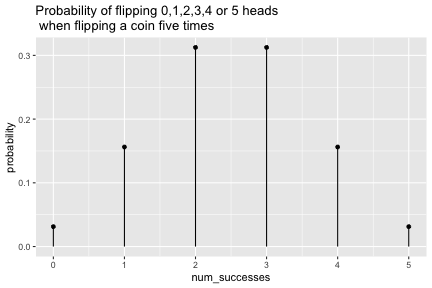 Probability of flipping 0,1,2,3,4 or 5 heads
when flipping a coin five times
0.3
0.2
0.1
0.0
probability
0
1
2
3
4
5
num_successes